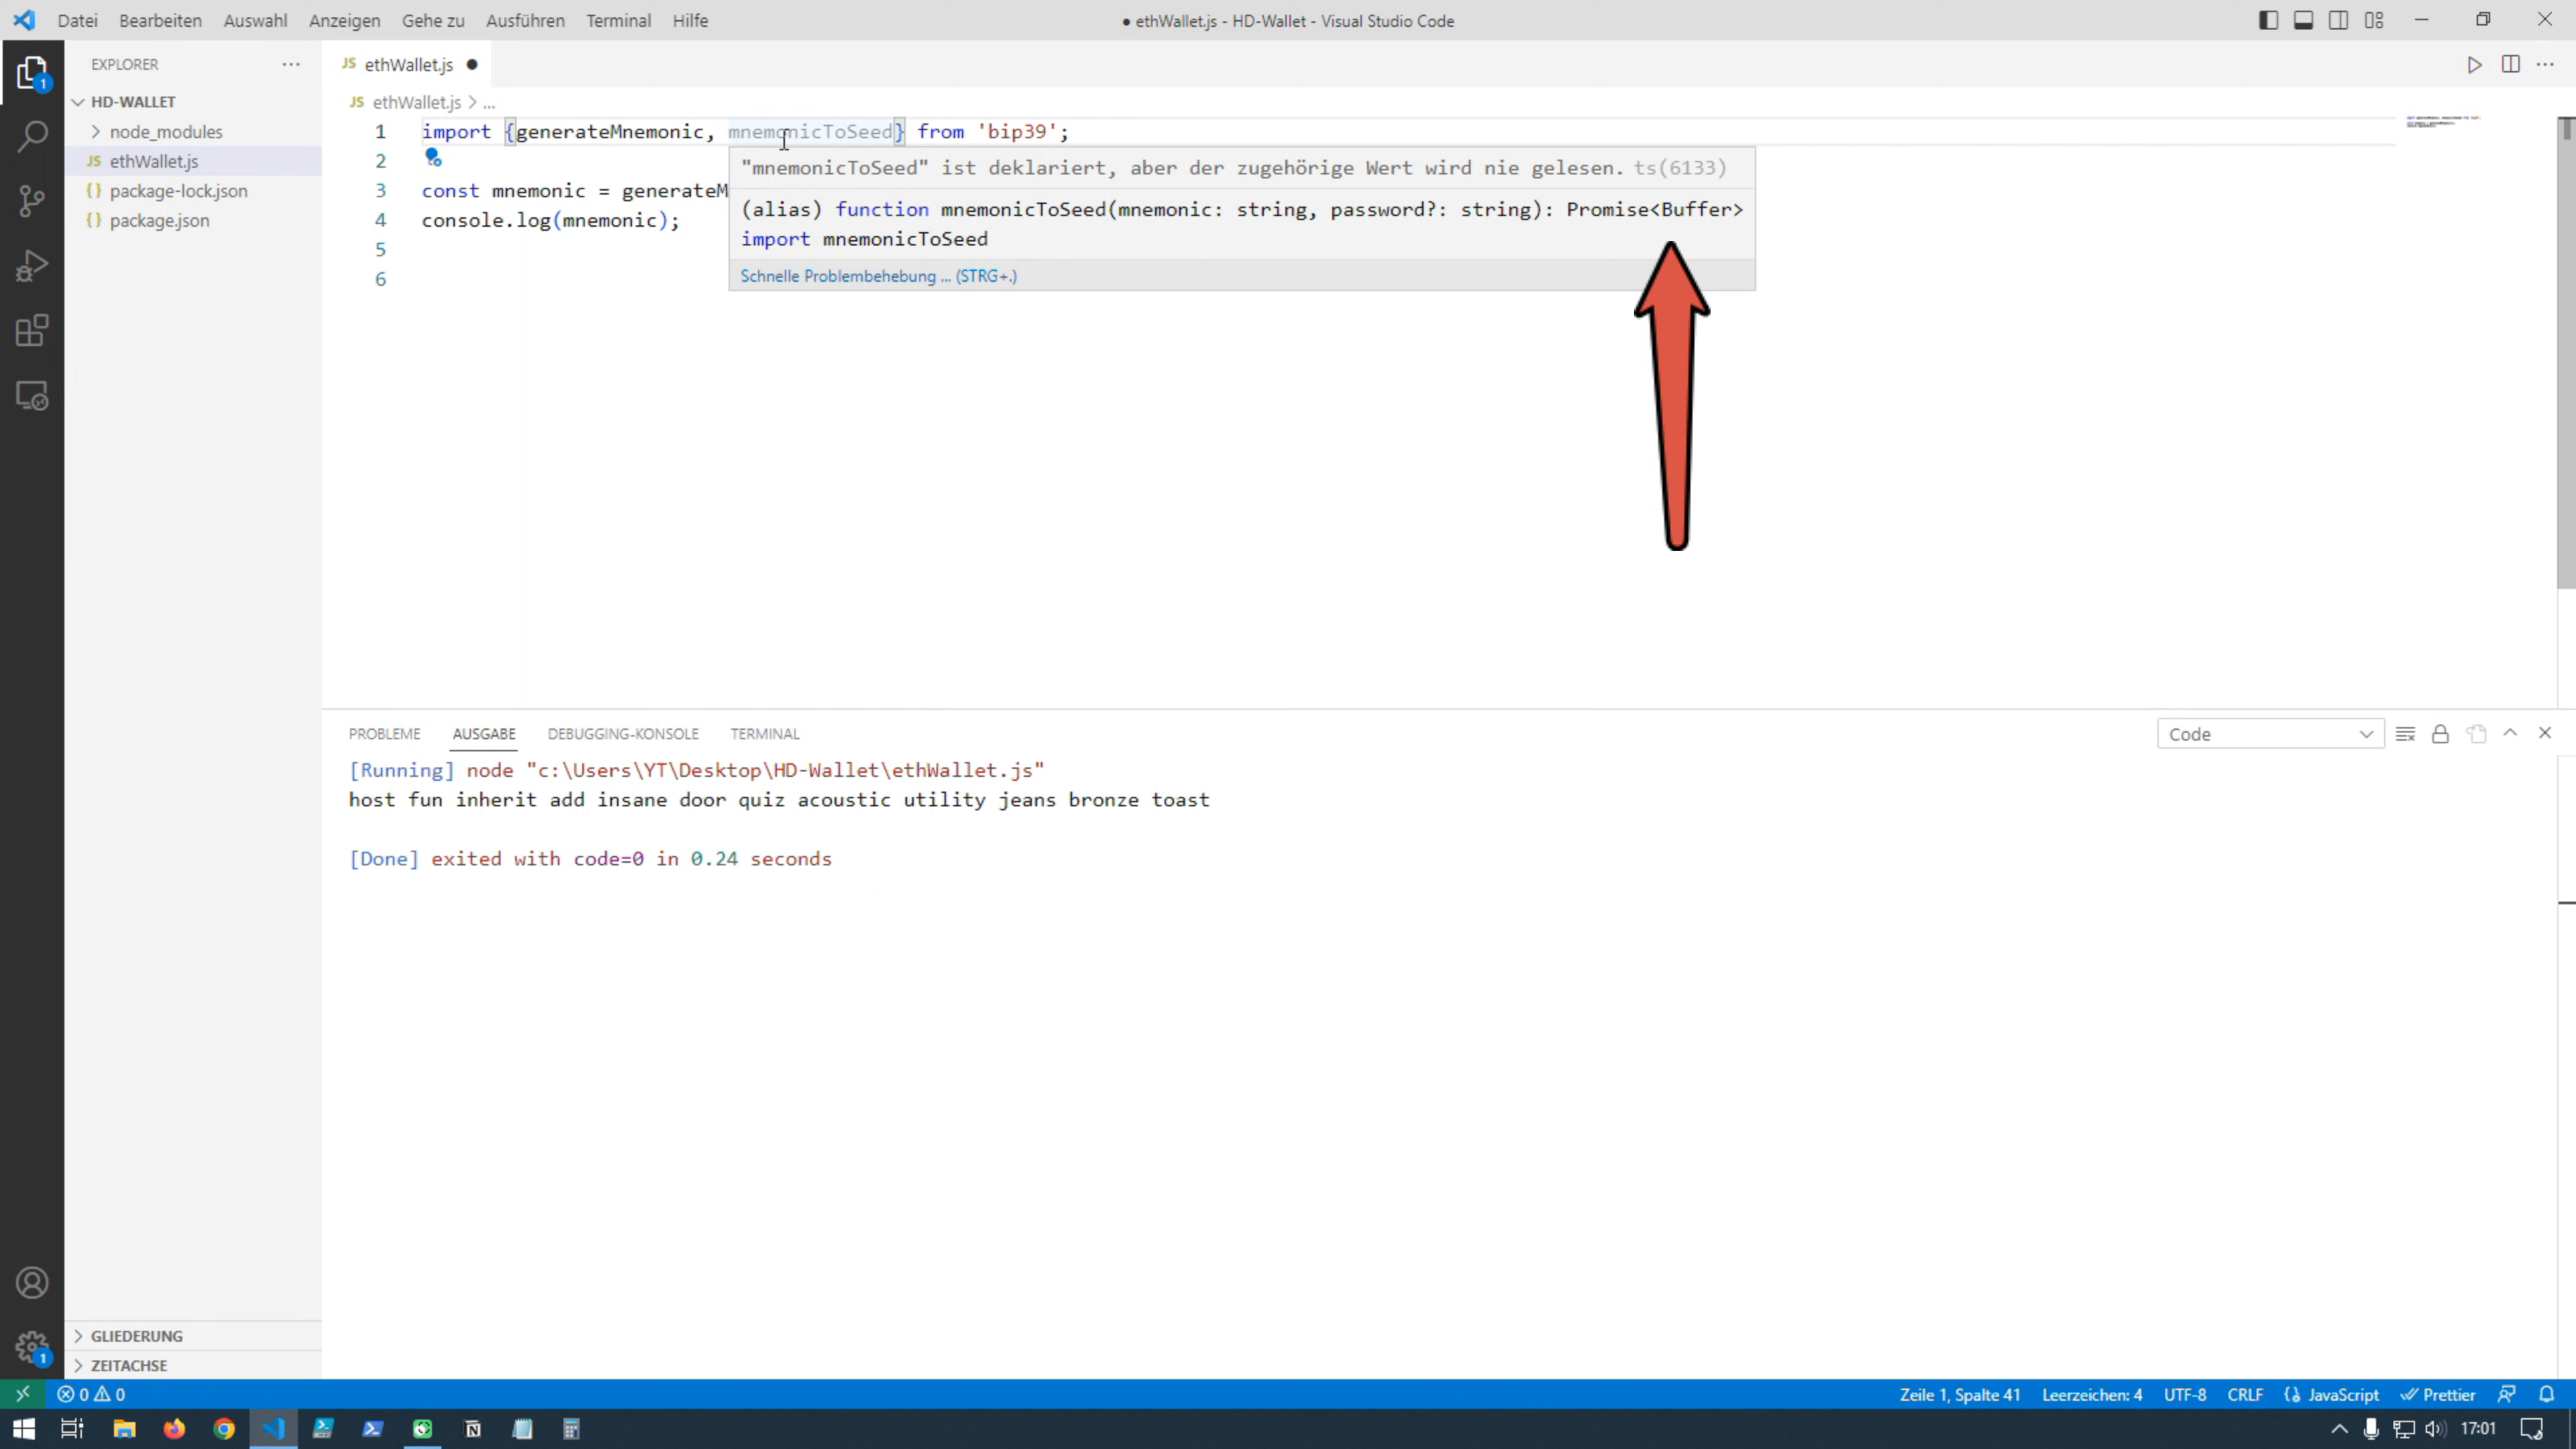 Datei Bearbeiten Auswahl Anzeigen Gehe zu Ausführen Terminal Hilfe
● ethWallet.js - HD-Wallet - Visual Studio Code
EXPLORER
JS ethWallet.js ●
HD-WALLET
JS ethWallet.js > ...
node_modules
JS ethWallet.js
{} package-lock.json
{} package.json
1 import {generateMnemonic, mnemonicToSeed} from 'bip39';
2
3 const mnemonic = generateM
4 console.log(mnemonic);
5
6
"mnemonicToSeed" ist deklariert, aber der zugehörige Wert wird nie gelesen. ts(6133)
(alias) function mnemonicToSeed(mnemonic: string, password?: string): Promise<Buffer>
import mnemonicToSeed
Schnelle Problembehebung ... (STRG+.)
PROBLEME AUSGABE DEBUGGING-KONSOLE TERMINAL
Code
[Running] node "c:\Users\YT\Desktop\HD-Wallet\ethWallet.js"
host fun inherit add insane door quiz acoustic utility jeans bronze toast
[Done] exited with code=0 in 0.24 seconds
1
GLIEDERUNG
ZEITACHSE
1
0 0
Zeile 1, Spalte 41 Leerzeichen: 4 UTF-8 CRLF JavaScript Prettier
17:01